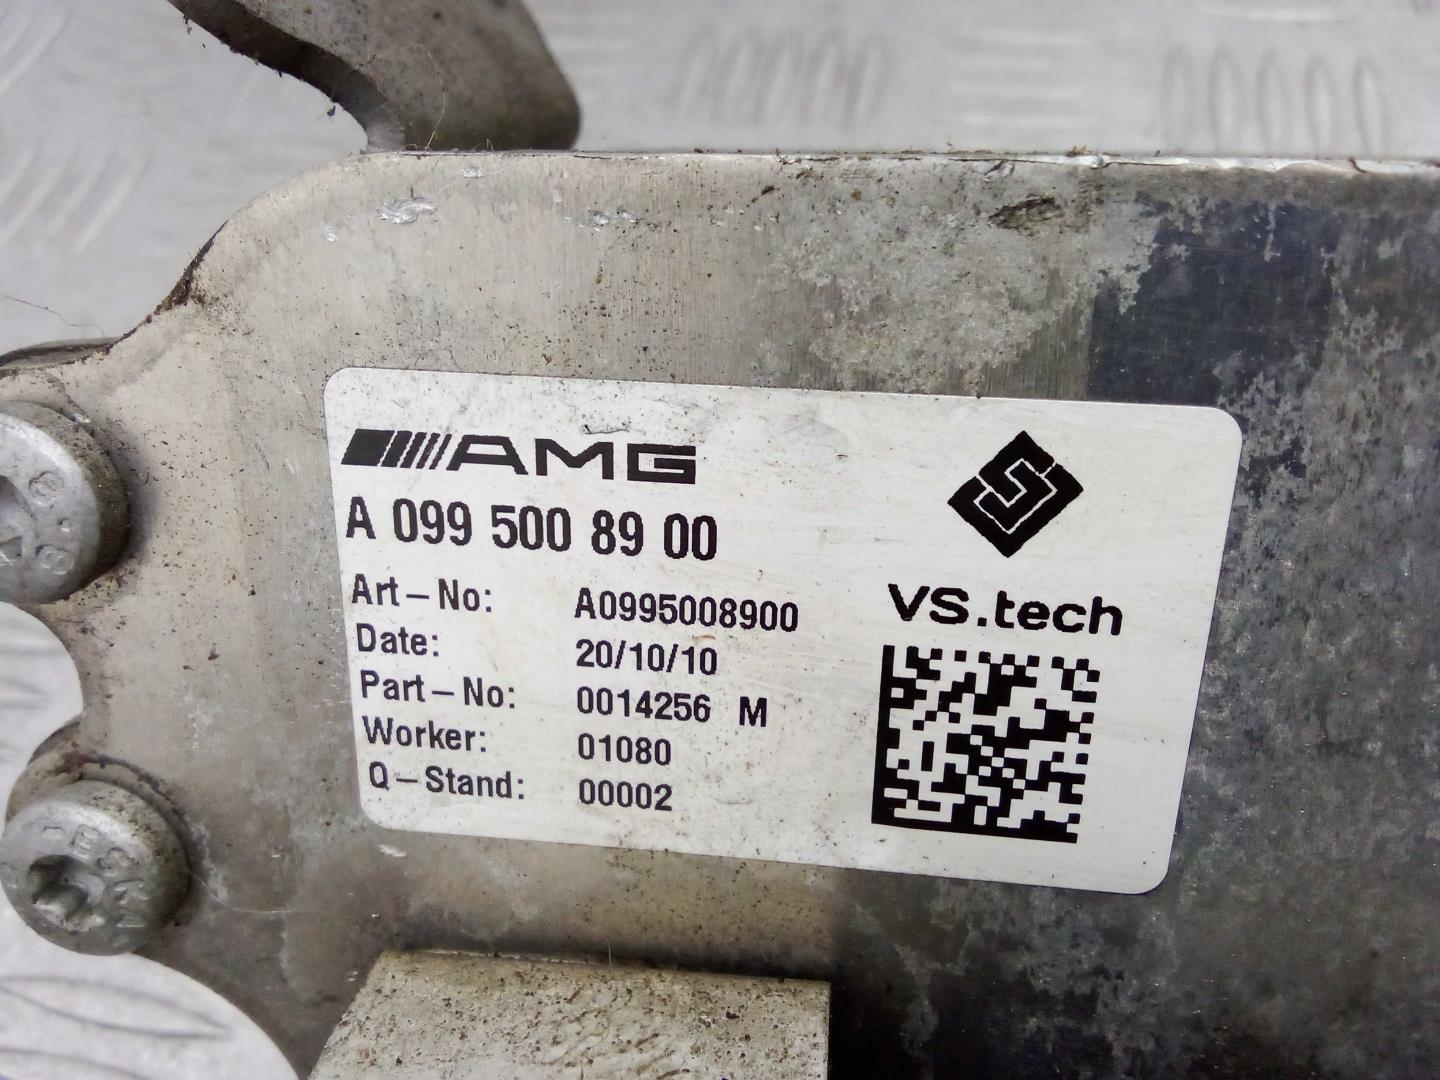 AMG
A 099 500 89 00
Art-No: A0995008900
Date: 20/10/10
Part-No: 0014256 M
Worker: 01080
Q-Stand: 00002
VS.tech